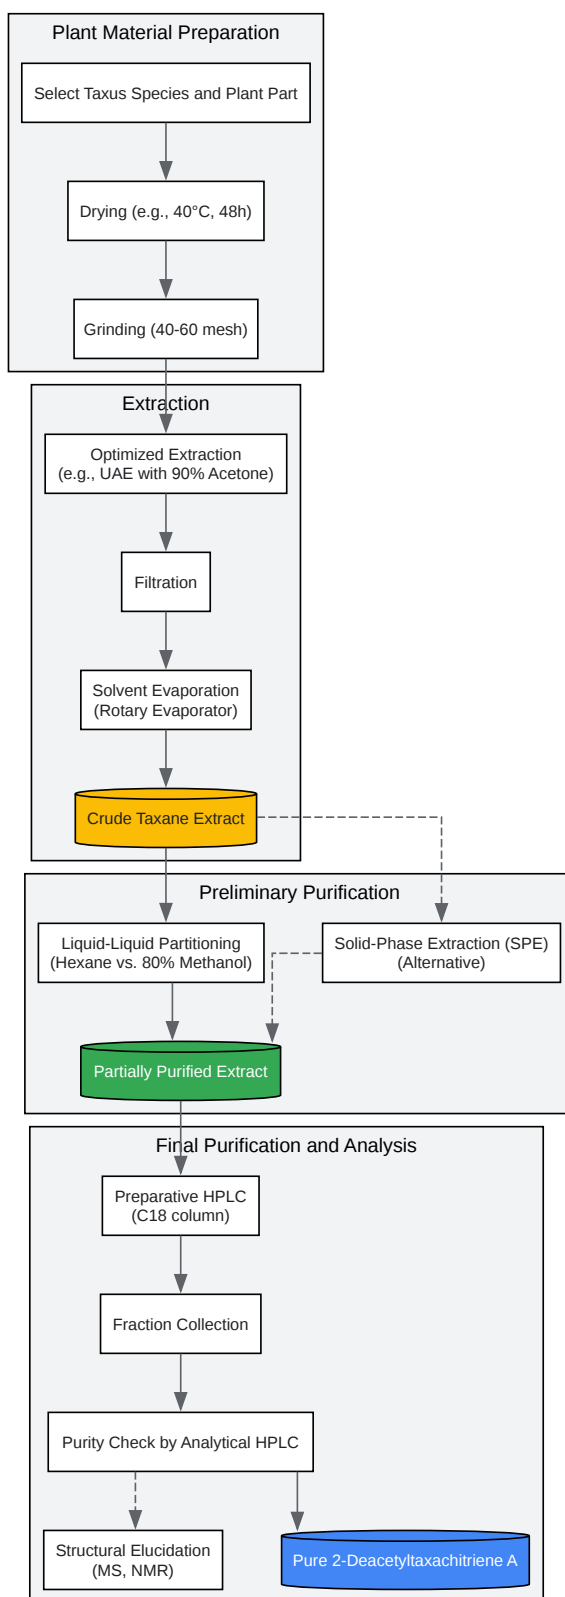 Plant Material Preparation
Select Taxus Species and Plant Part
Drying (e.g., 40°C, 48h)
Grinding (40-60 mesh)
Extraction
Optimized Extraction
(e.g., UAE with 90% Acetone)
Filtration
Solvent Evaporation
(Rotary Evaporator)
Crude Taxane Extract
Preliminary Purification
Liquid-Liquid Partitioning
(Hexane vs. 80% Methanol)
Solid-Phase Extraction (SPE)
(Alternative)
Partially Purified Extract
Final Purification and Analysis
Preparative HPLC
(C18 column)
Fraction Collection
Purity Check by Analytical HPLC
Structural Elucidation
(MS, NMR)
Pure 2-Deacetyltaxachitriene A